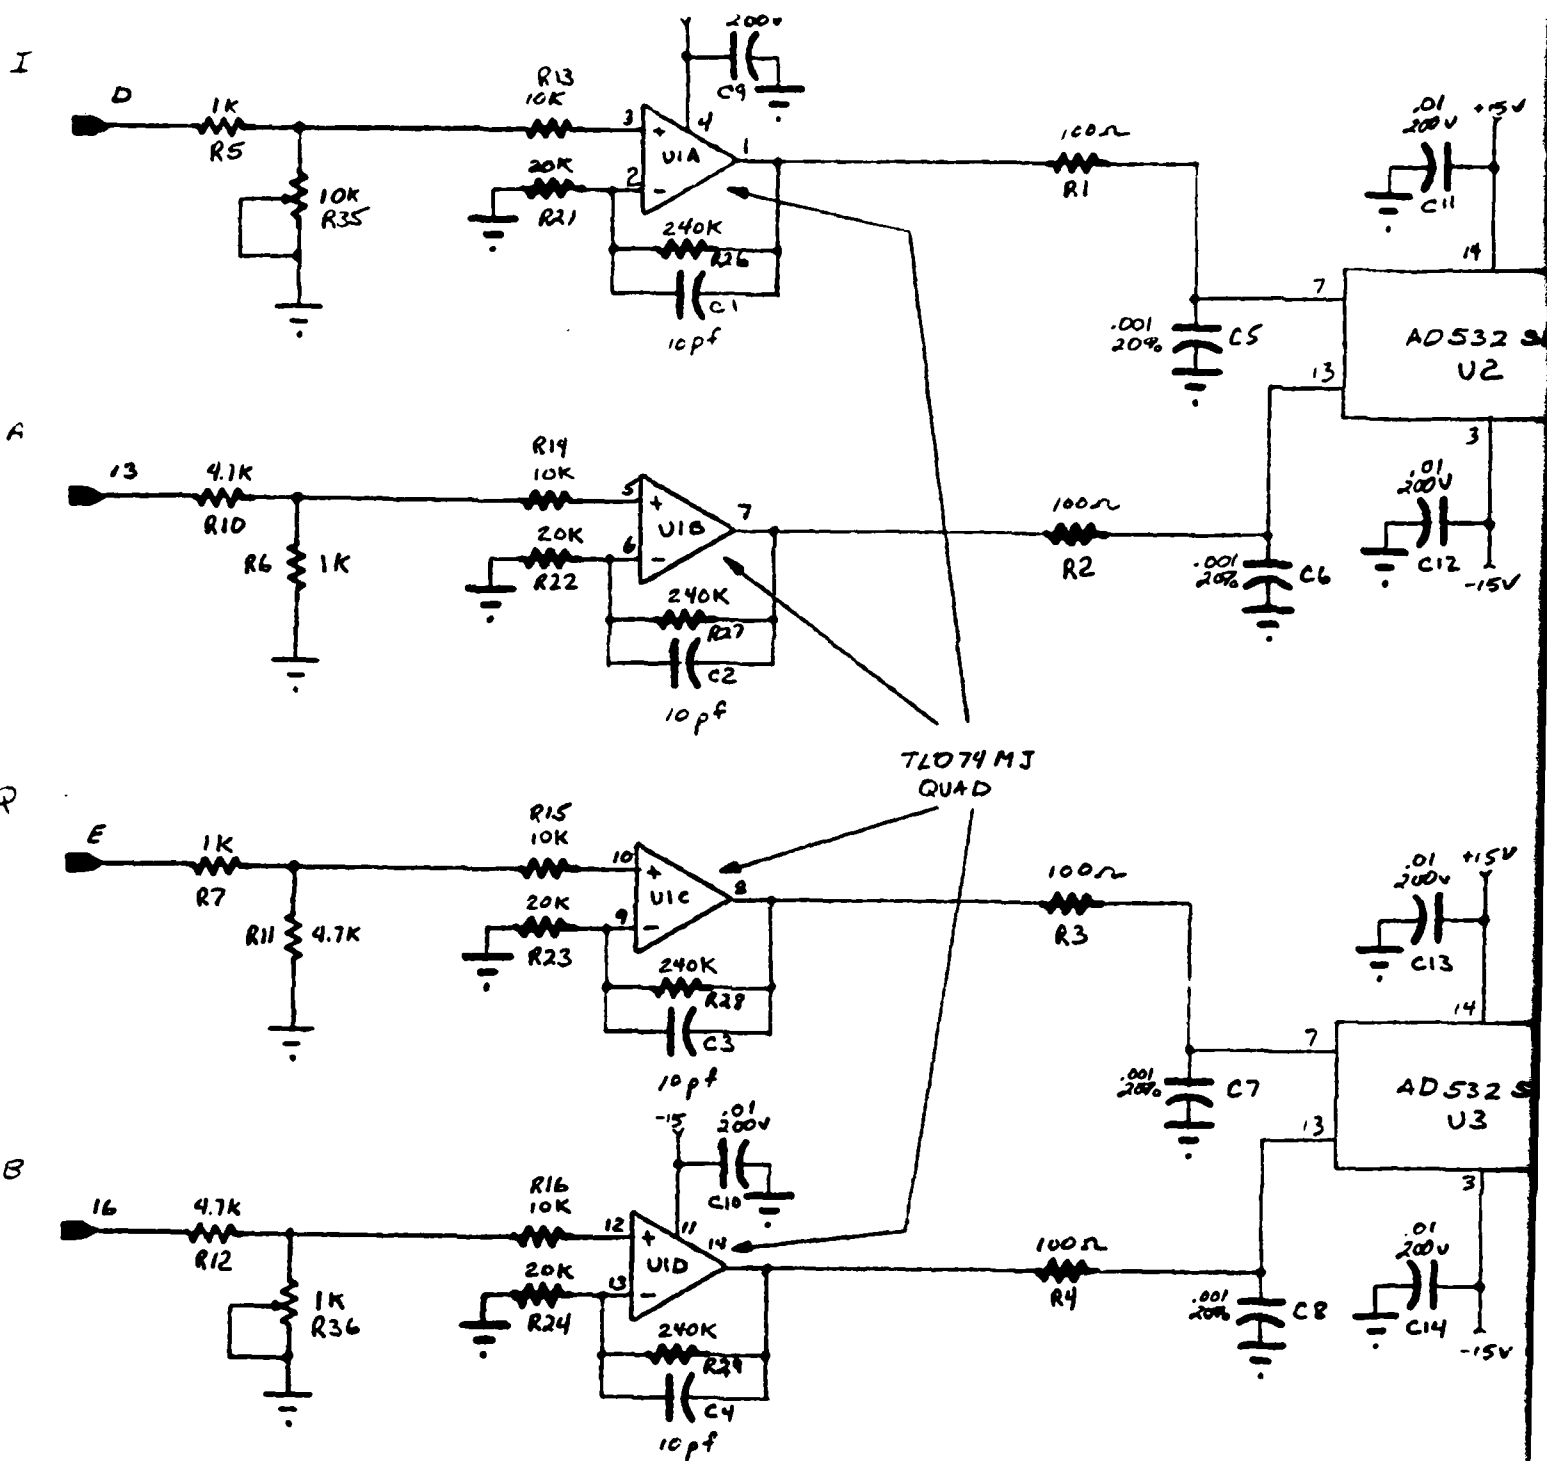 I
200v
C9
D
1K
R5
R13
10K
3
+
4
U1A
1
20K
2
-
R21
10K
R35
240K
R26
C1
10pf
100Ω
R1
.01
200v
+15v
C11
14
7
.001
20%
C5
AD532
U2
13
3
A
13
4.7K
R10
R14
10K
5
+
U1B
7
20K
6
-
R22
R6
1K
240K
R27
C2
10pf
100Ω
R2
.001
20%
C6
.01
200v
C12
-15v
TL074MJ
QUAD
E
1K
R7
R15
10K
10
+
U1C
8
20K
9
-
R23
R11
4.7K
240K
R28
C3
10pf
100Ω
R3
.01
200v
+15v
C13
14
7
.001
20%
C7
AD532
U3
13
3
-15
.01
200v
C10
B
16
4.7K
R12
R16
10K
12
+
11
14
U1D
20K
13
-
R24
1K
R36
240K
R29
C4
10pf
100Ω
R4
.001
20%
C8
.01
200v
C14
-15v